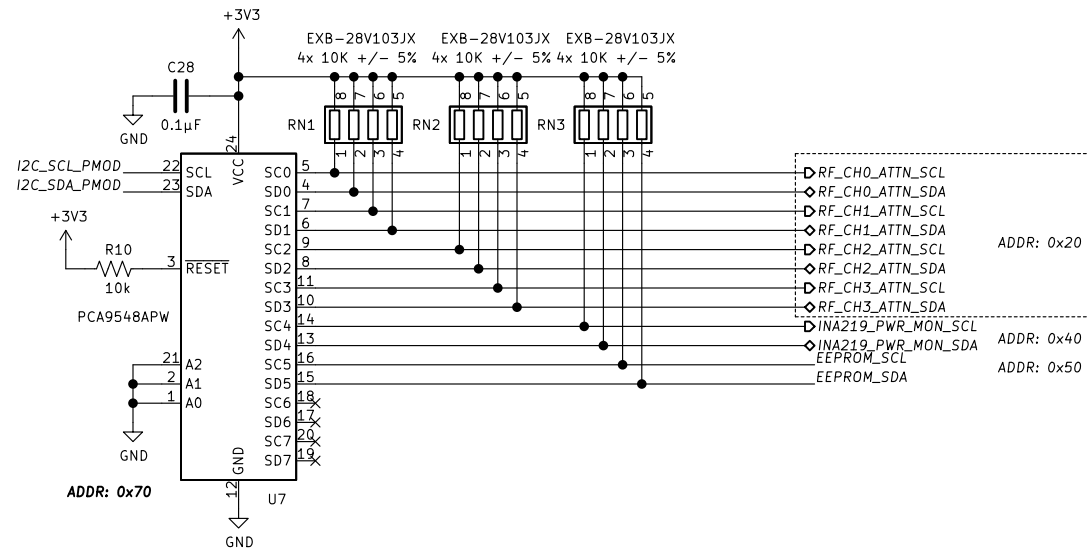 +3V3
EXB-28V103JX EXB-28V103JX EXB-28V103JX
4x 10K +/- 5% 4x 10K +/- 5% 4x 10K +/- 5%
C28
0.1µF
GND
8 7 6 5 8 7 6 5 8 7 6 5
RN1 RN2 RN3
1 2 3 4 1 2 3 4 1 2 3 4
24
VCC
I2C_SCL_PMOD 22 SCL SC0 5 RF_CH0_ATTN_SCL
I2C_SDA_PMOD 23 SDA SD0 4 RF_CH0_ATTN_SDA
SC1 7 RF_CH1_ATTN_SCL
+3V3
SD1 6 RF_CH1_ATTN_SDA
R10
SC2 9 RF_CH2_ATTN_SCL
ADDR: 0x20
3 RESET SD2 8 RF_CH2_ATTN_SDA
10k
SC3 11 RF_CH3_ATTN_SCL
SD3 10 RF_CH3_ATTN_SDA
PCA9548APW
SC4 14 INA219_PWR_MON_SCL
SD4 13 INA219_PWR_MON_SDA
ADDR: 0x40
21 A2 SC5 16 EEPROM_SCL
ADDR: 0x50
2 A1 SD5 15 EEPROM_SDA
1 A0 SC6 18
SD6 17
SC7 20
GND
SD7 19
GND
12
ADDR: 0x70
U7
GND